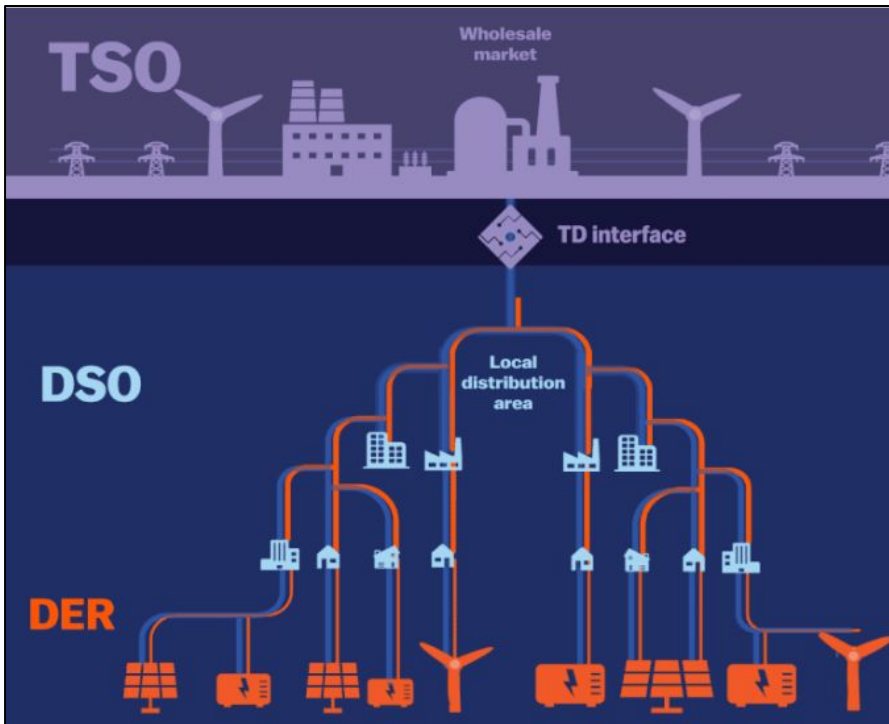 TSO
Wholesale
market
TD interface
DSO
Local
distribution
area
DER